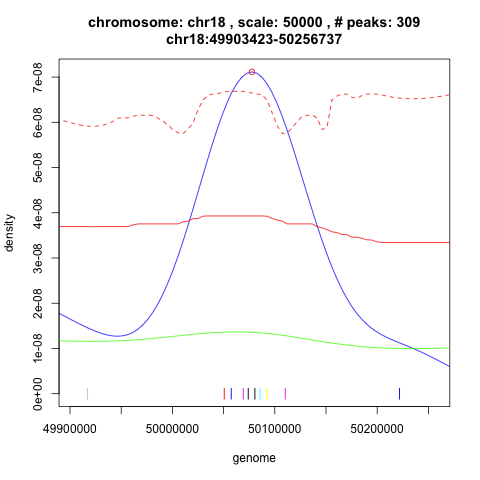 chromosome: chr18 , scale: 50000 , # peaks: 309
chr18:49903423-50256737
7e-08
6e-08
5e-08
4e-08
3e-08
2e-08
1e-08
0e+00
density
49900000 50000000 50100000 50200000
genome